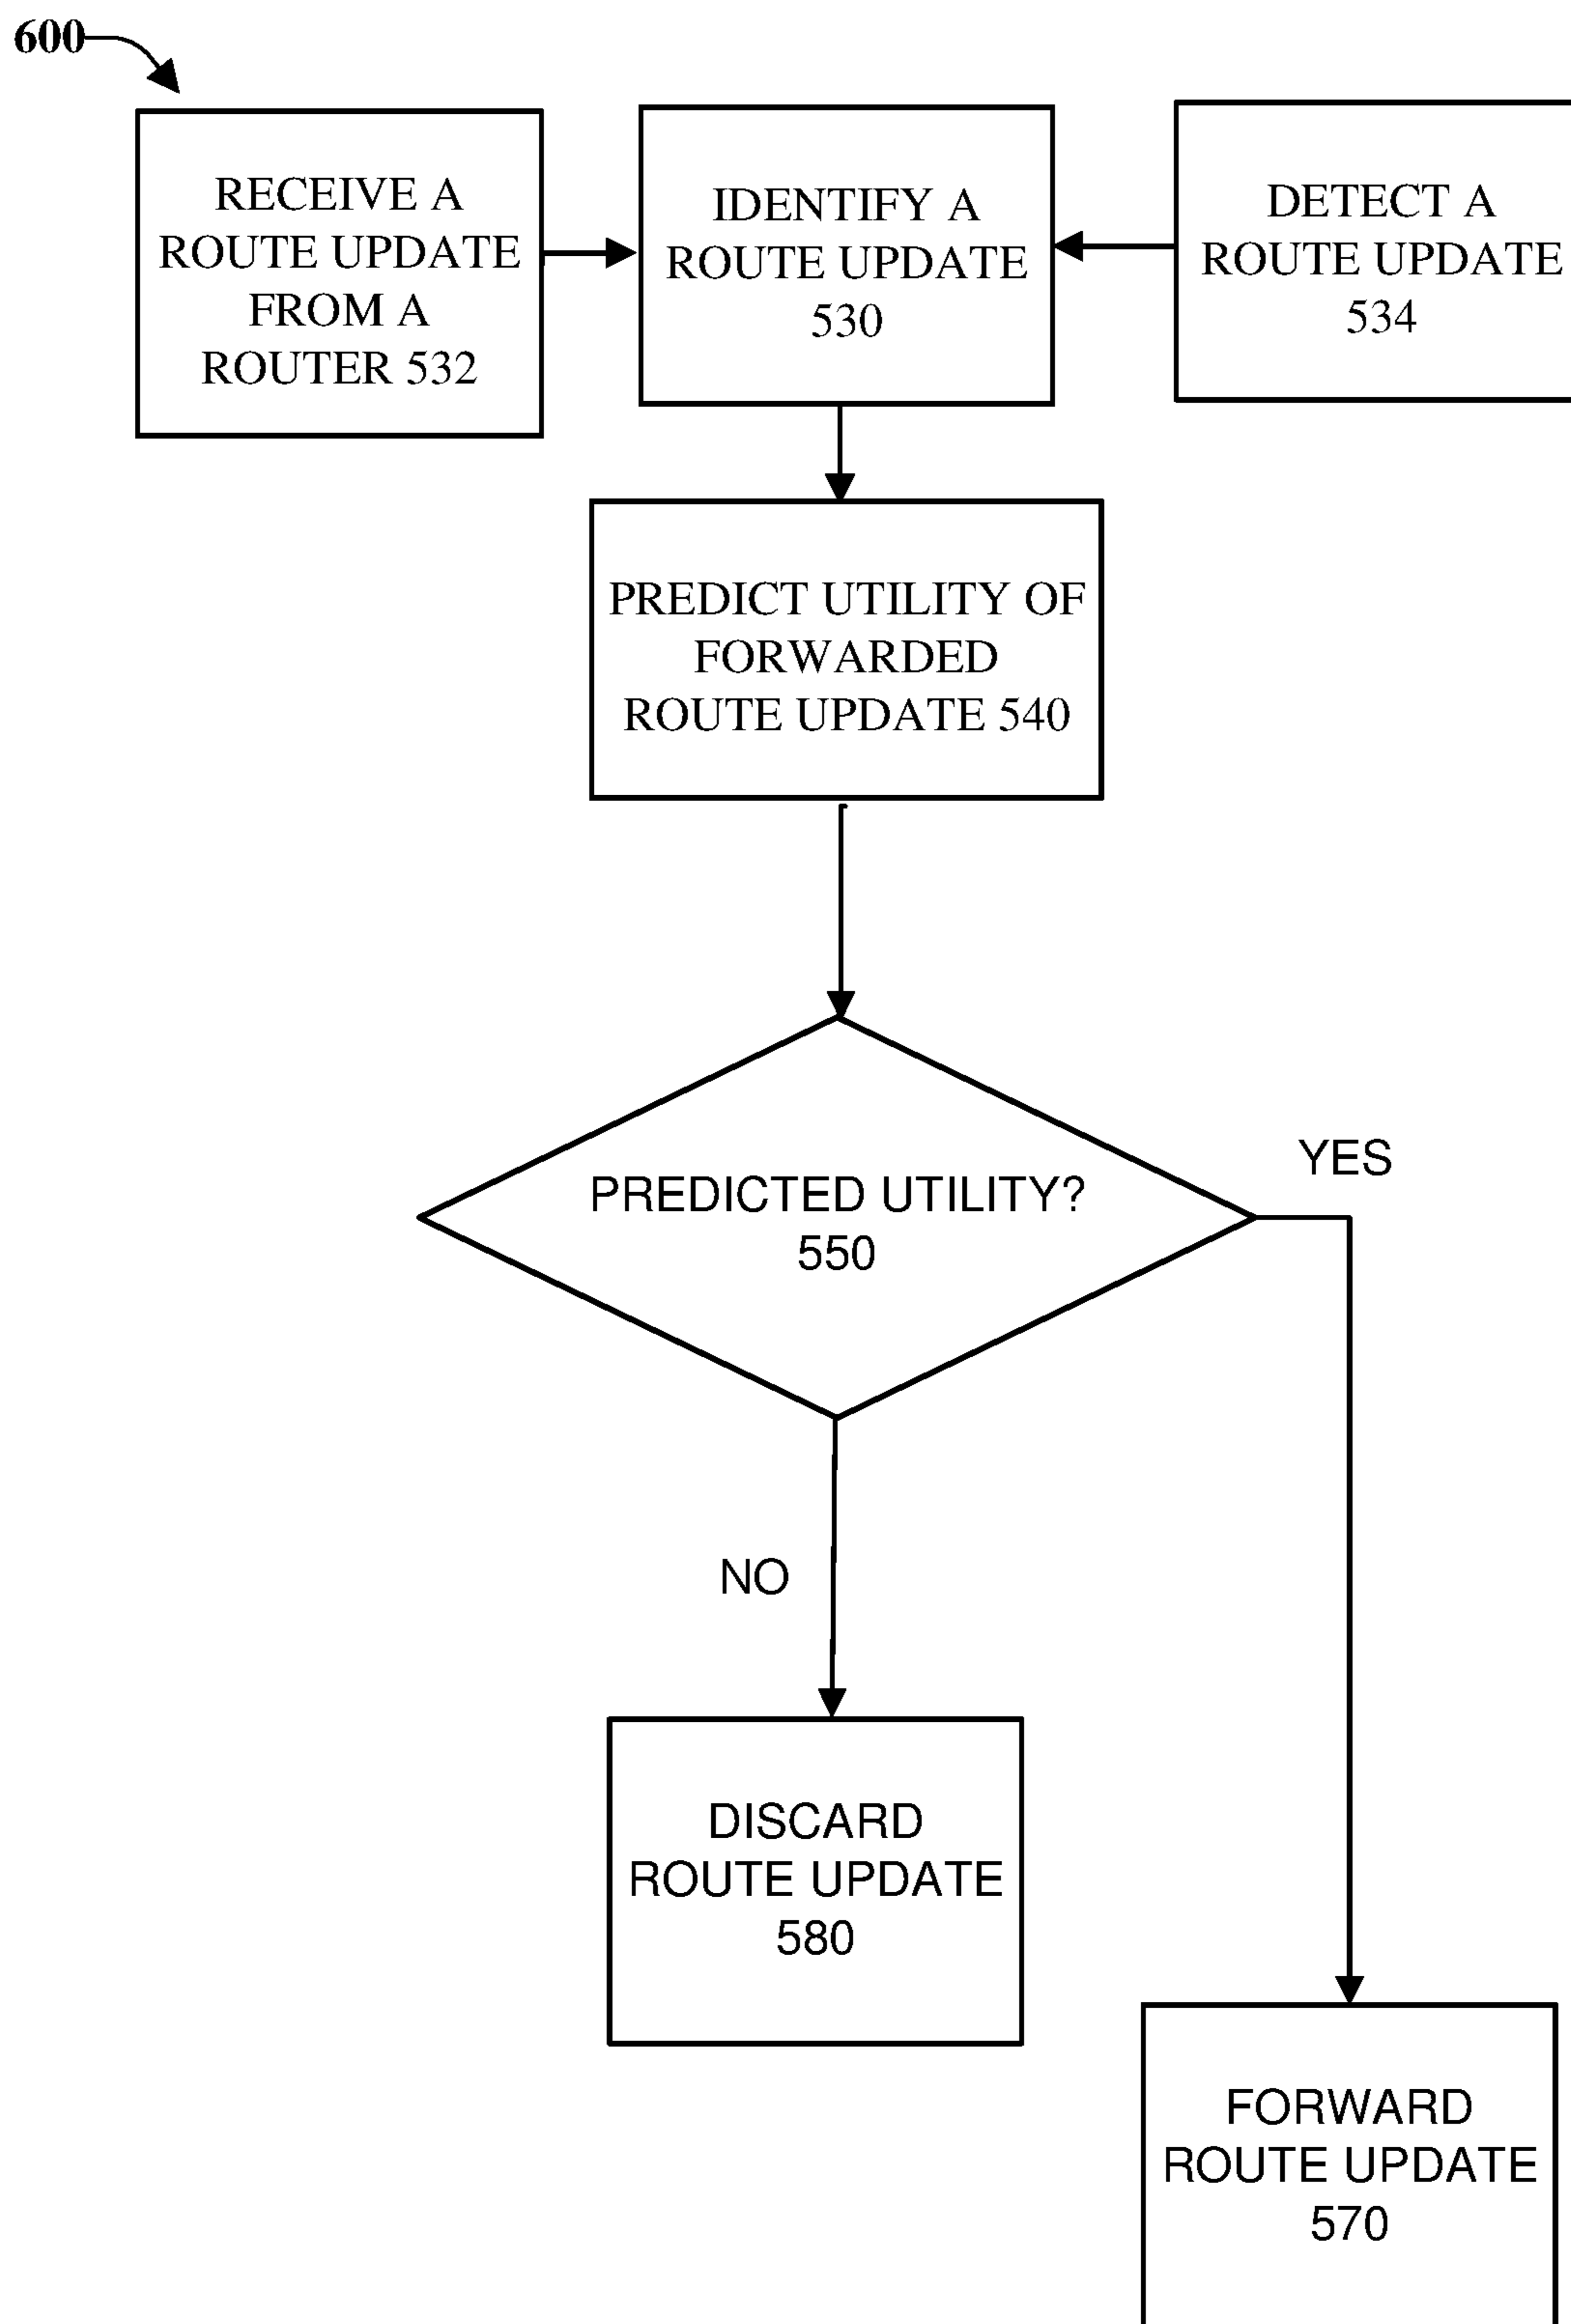 600
RECEIVE A
ROUTE UPDATE
FROM A
ROUTER 532
IDENTIFY A
ROUTE UPDATE
530
DETECT A
ROUTE UPDATE
534
PREDICT UTILITY OF
FORWARDED
ROUTE UPDATE 540
PREDICTED UTILITY?
550
YES
NO
DISCARD
ROUTE UPDATE
580
FORWARD
ROUTE UPDATE
570